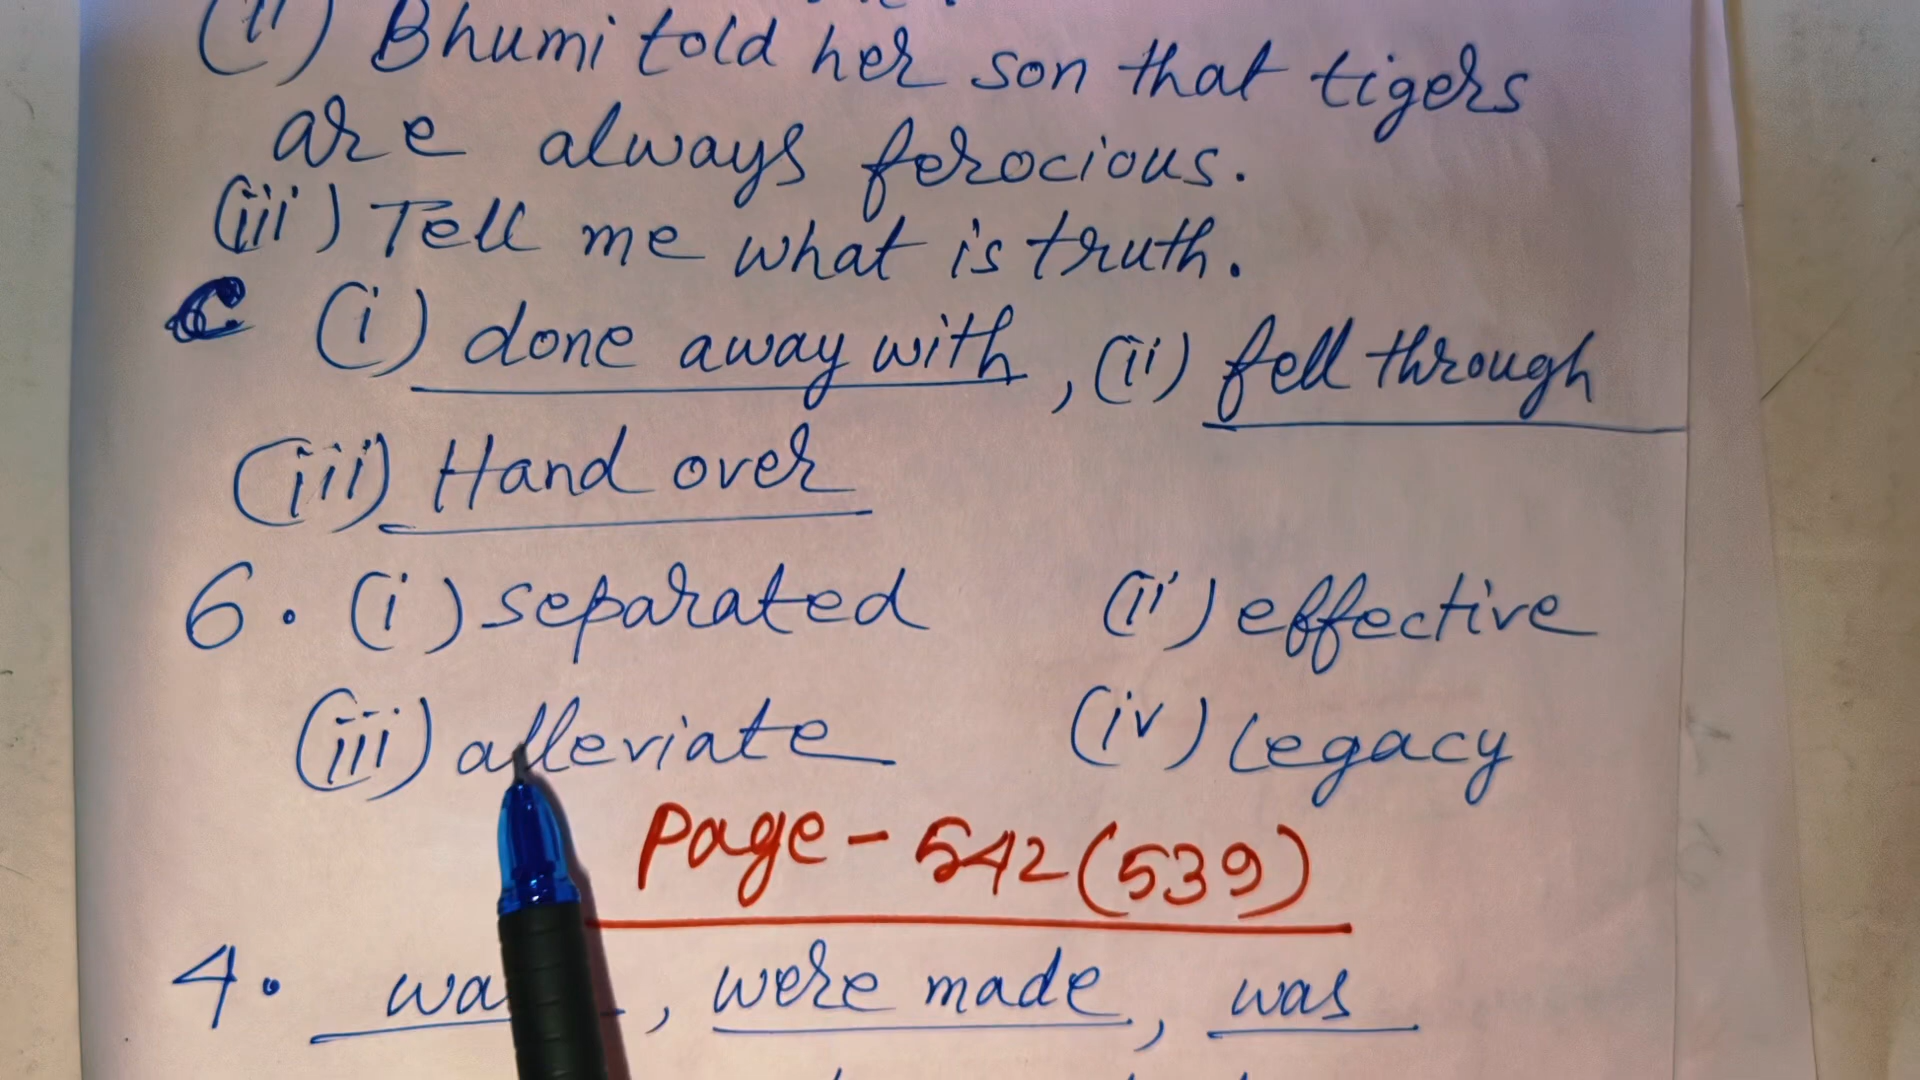 (ii) Bhumi told her son that tigers
are always ferocious.
(iii) Tell me what is truth.
C (i) done away with, (ii) fell through
(iii) Hand over
6. (i) separated (ii) effective
(iii) alleviate (iv) Legacy
Page - 542 (539)
4. , were made, was